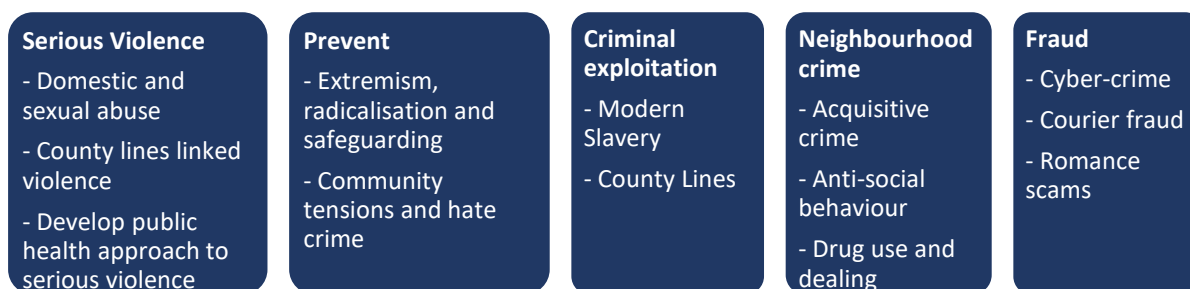 Serious Violence
- Domestic and
sexual abuse
- County lines linked
violence
- Develop public
health approach to
serious violence
Prevent
- Extremism,
radicalisation and
safeguarding
- Community
tensions and hate
crime
Criminal
exploitation
- Modern
Slavery
- County Lines
Neighbourhood
crime
- Acquisitive
crime
- Anti-social
behaviour
- Drug use and
dealing
Fraud
- Cyber-crime
- Courier fraud
- Romance
scams